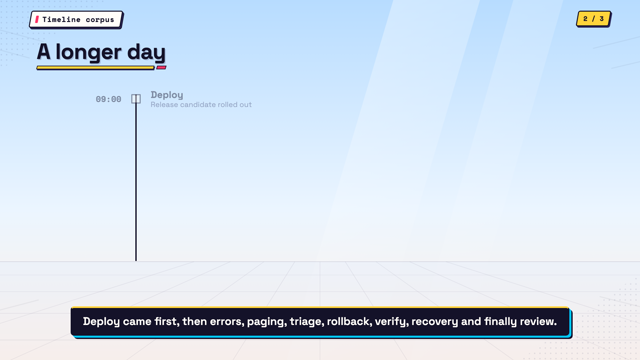 Timeline corpus
2 / 3
A longer day
09:00
Deploy
Release candidate rolled out
Deploy came first, then errors, paging, triage, rollback, verify, recovery and finally review.